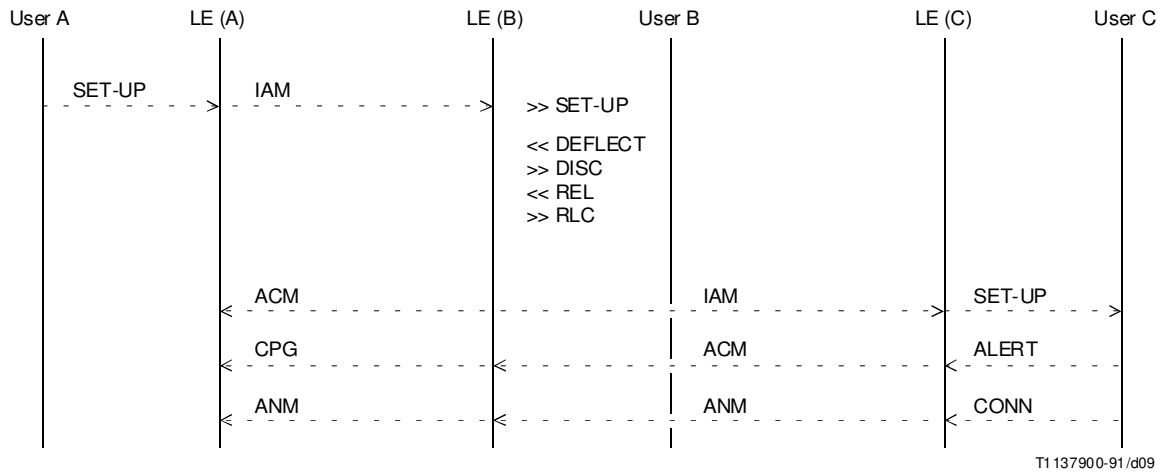 User A LE (A) LE (B) User B LE (C) User C
SET-UP IAM >> SET-UP
<< DEFLECT
>> DISC
<< REL
>> RLC
ACM IAM SET-UP
CPG ACM ALERT
ANM ANM CONN
T1137900-91/d09